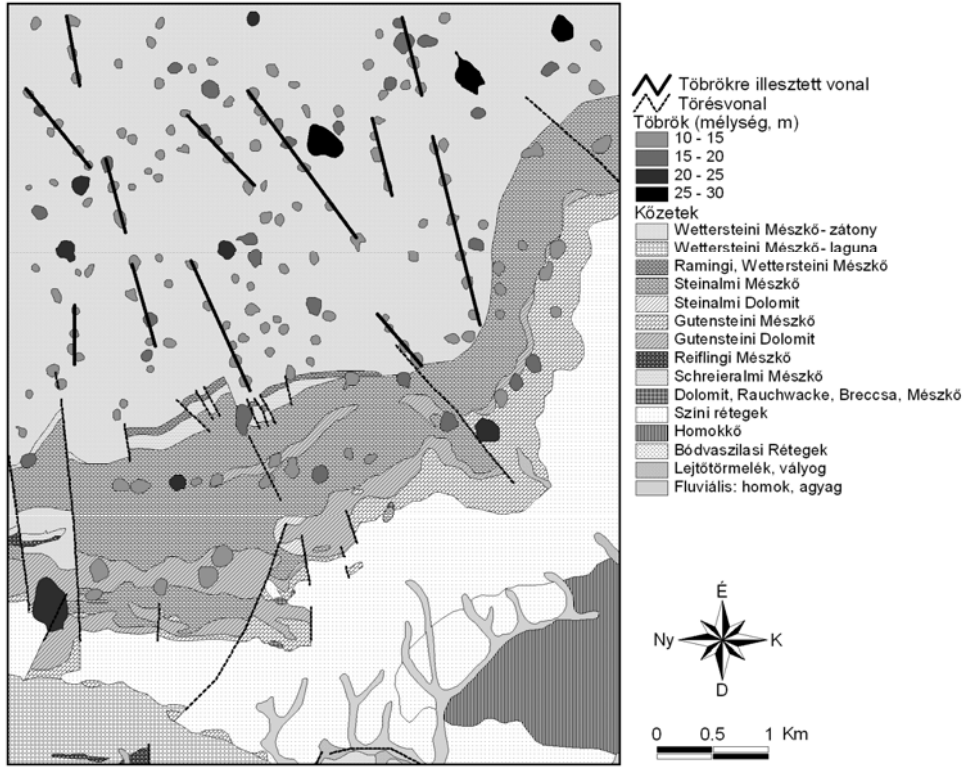 Töbrökre illesztett vonal
Törésvonal
Töbrök (mélység, m)
10 - 15
15 - 20
20 - 25
25 - 30
Kőzetek
Wettersteini Mészkő- zátony
Wettersteini Mészkő- laguna
Ramingi, Wettersteini Mészkő
Steinalmi Mészkő
Steinalmi Dolomit
Gutensteini Mészkő
Gutensteini Dolomit
Reiflingi Mészkő
Schreieralmi Mészkő
Dolomit, Rauchwacke, Breccsa, Mészkő
Színi rétegek
Homokkő
Bódvaszilasi Rétegek
Lejtőtörmelék, vályog
Fluviális: homok, agyag
É
Ny K
D
0 0.5 1 Km